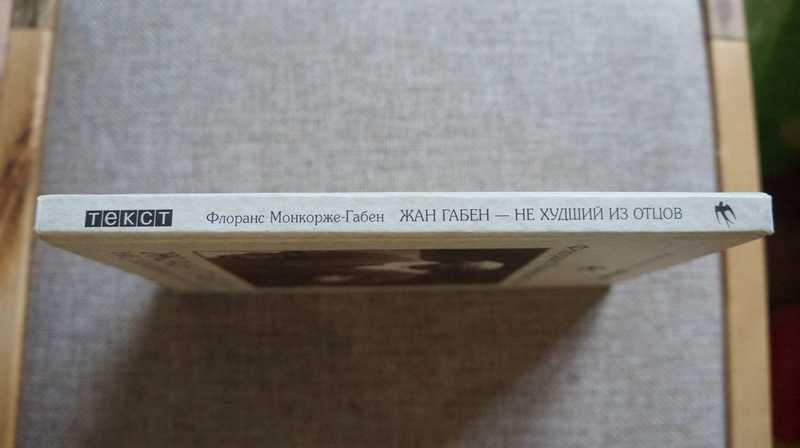 текст Флоранс Монкорже-Габен ЖАН ГАБЕН — НЕ ХУДШИЙ ИЗ ОТЦОВ